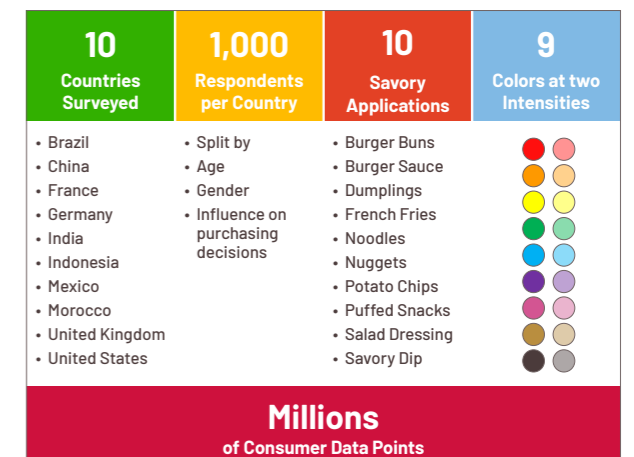 10
Countries
Surveyed
1,000
Respondents
per Country
10
Savory
Applications
9
Colors at two
Intensities
• Brazil
• China
• France
• Germany
• India
• Indonesia
• Mexico
• Morocco
• United Kingdom
• United States
• Split by
• Age
• Gender
• Influence on
purchasing
decisions
• Burger Buns
• Burger Sauce
• Dumplings
• French Fries
• Noodles
• Nuggets
• Potato Chips
• Puffed Snacks
• Salad Dressing
• Savory Dip
Millions
of Consumer Data Points